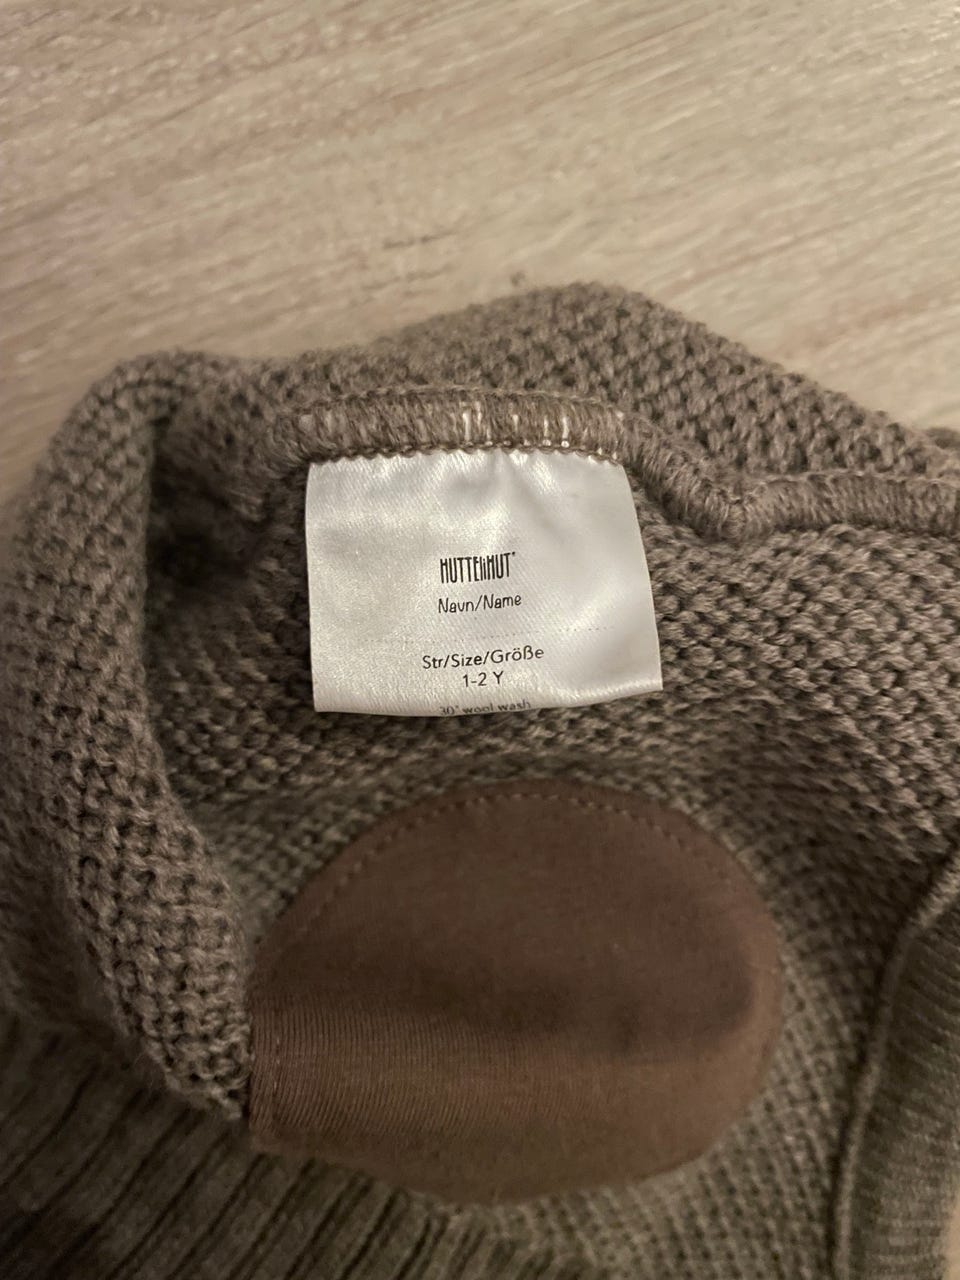 HUTTEliHUT®
Navn/Name
Str/Size/Größe
1-2 Y
30° wool wash